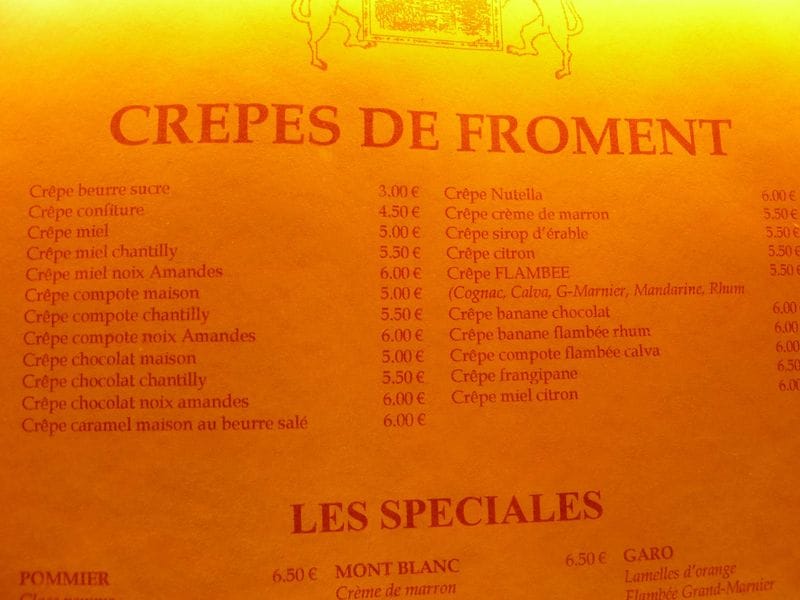 CREPES DE FROMENT
Crêpe beurre sucre 3.00 €
Crêpe confiture 4.50 €
Crêpe miel 5.00 €
Crêpe miel chantilly 5.50 €
Crêpe miel noix Amandes 6.00 €
Crêpe compote maison 5.00 €
Crêpe compote chantilly 5.50 €
Crêpe compote noix Amandes 6.00 €
Crêpe chocolat maison 5.00 €
Crêpe chocolat chantilly 5.50 €
Crêpe chocolat noix amandes 6.00 €
Crêpe caramel maison au beurre salé 6.00 €
Crêpe Nutella 6.00 €
Crêpe crème de marron 5.50 €
Crêpe sirop d'érable 5.50 €
Crêpe citron 5.50 €
Crêpe FLAMBEE 5.50 €
(Cognac, Calva, G-Marnier, Mandarine, Rhum
Crêpe banane chocolat 6.00
Crêpe banane flambée rhum 6.00
Crêpe compote flambée calva 6.00
Crêpe frangipane 6.50
Crêpe miel citron 6.00
LES SPECIALES
POMMIER 6.50 €
MONT BLANC 6.50 €
Crème de marron
GARO
Lamelles d'orange
Flambée Grand-Marnier